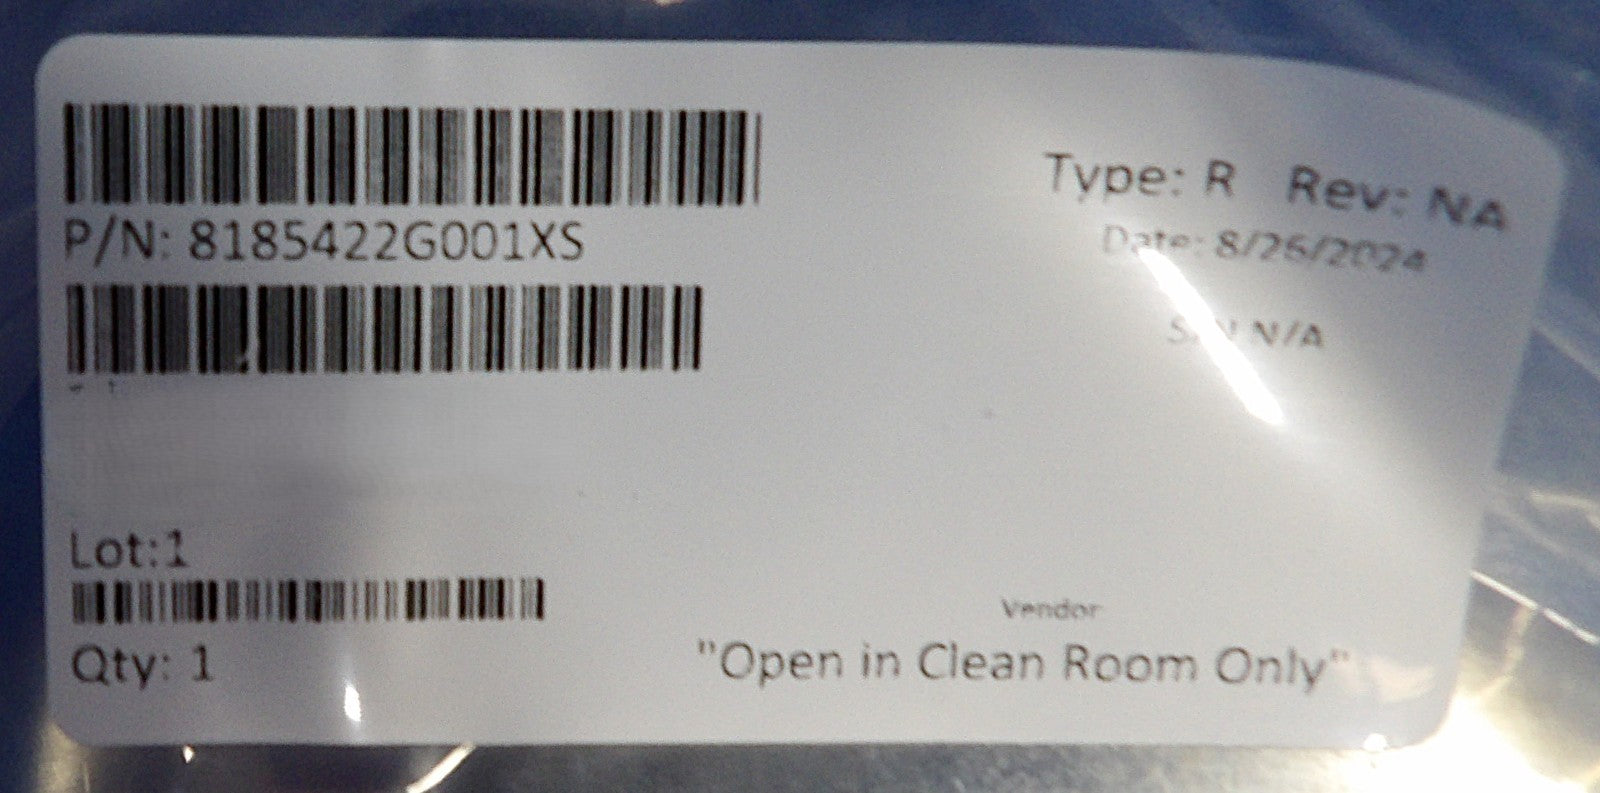 P/N: 8185422G001XS
Type: R Rev: NA
Date: 8/26/2024
N/A
Lot:1
Qty: 1
Vendor
"Open in Clean Room Only"